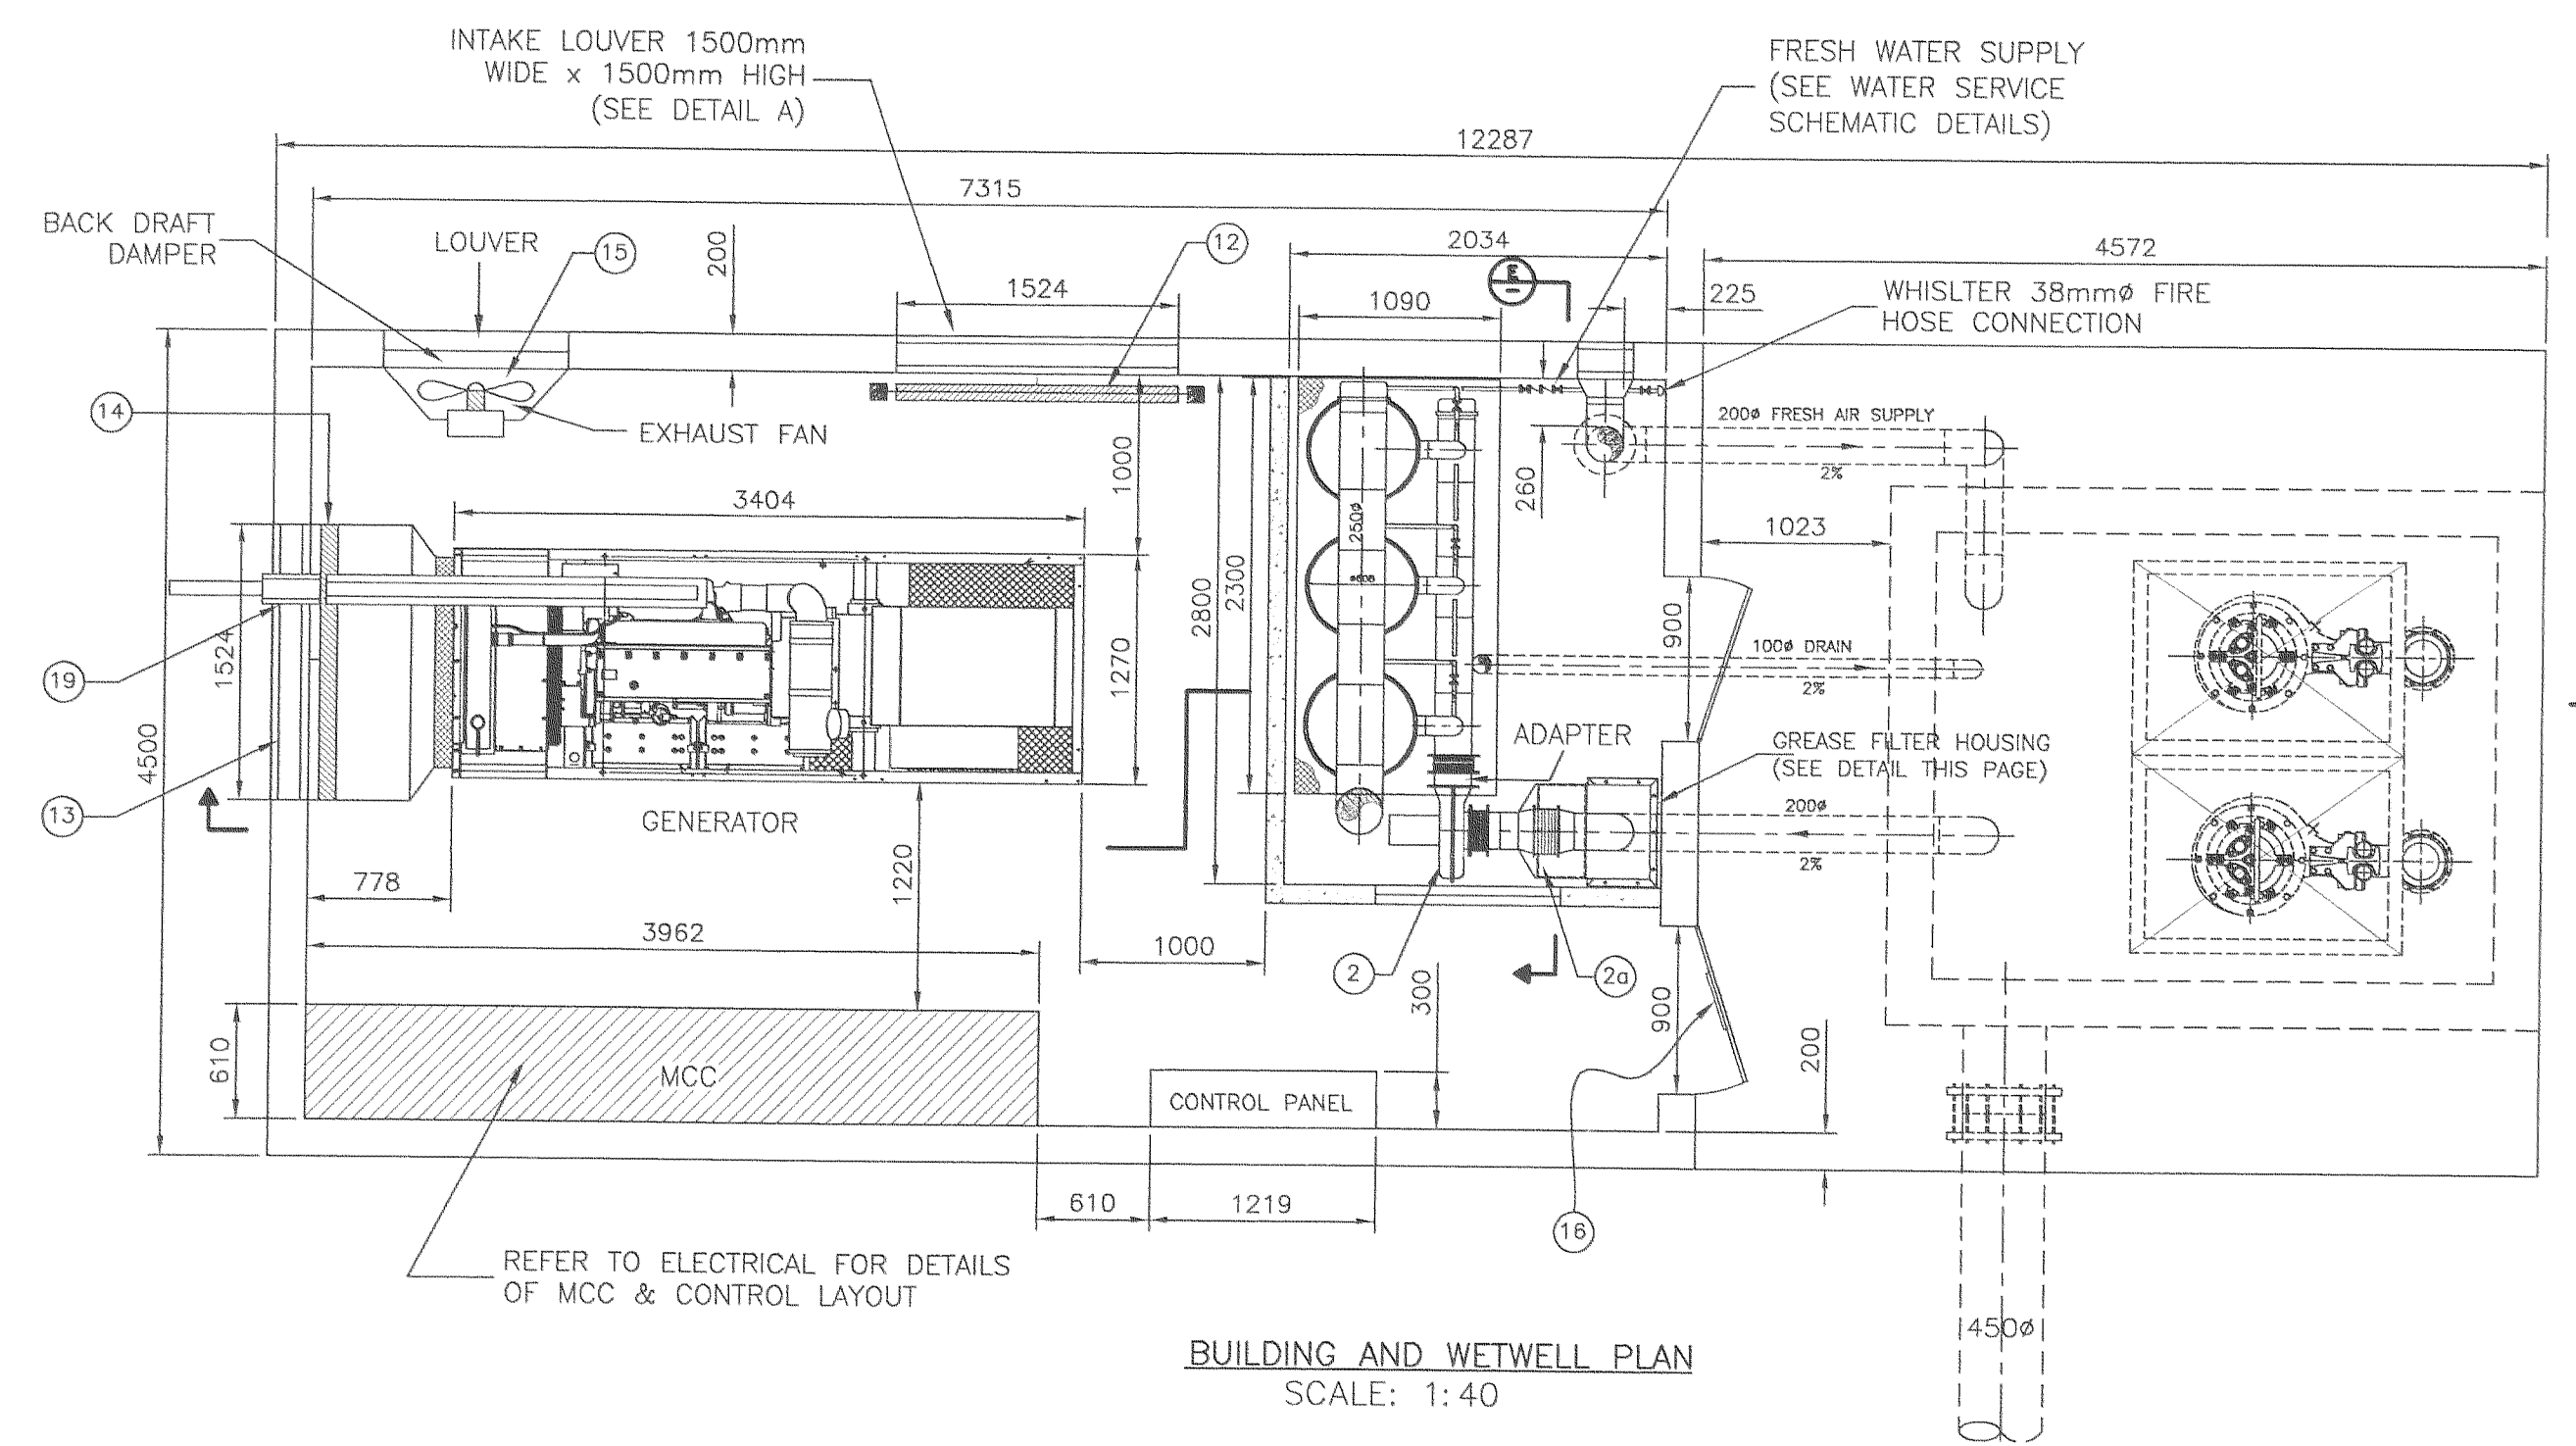 INTAKE LOUVER 1500mm
WIDE x 1500mm HIGH
(SEE DETAIL A)
FRESH WATER SUPPLY
(SEE WATER SERVICE
SCHEMATIC DETAILS)
12287
7315
BACK DRAFT
DAMPER
LOUVER
15
200
12
2034
4572
E
-
1524
1090
225
WHISLTER 38mmø FIRE
HOSE CONNECTION
14
EXHAUST FAN
200ø FRESH AIR SUPPLY
2%
1000
260
3404
250ø
1023
2800
2300
900
1524
19
1270
100ø DRAIN
2%
4500
ADAPTER
GREASE FILTER HOUSING
(SEE DETAIL THIS PAGE)
13
GENERATOR
200ø
2%
778
1220
3962
1000
2
2a
300
900
200
610
MCC
CONTROL PANEL
610
1219
16
REFER TO ELECTRICAL FOR DETAILS
OF MCC & CONTROL LAYOUT
450ø
BUILDING AND WETWELL PLAN
SCALE: 1:40